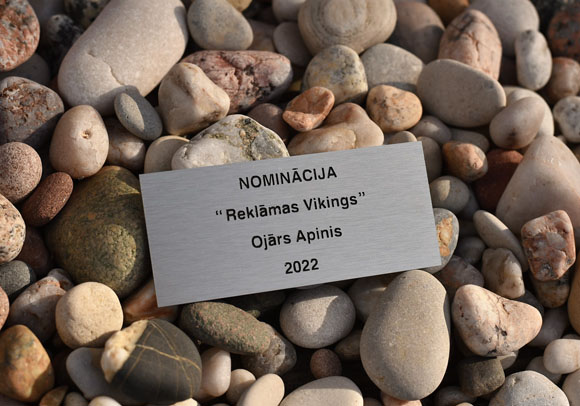 NOMINĀCIJA
“Reklāmas Vikings”
Ojārs Apinis
2022